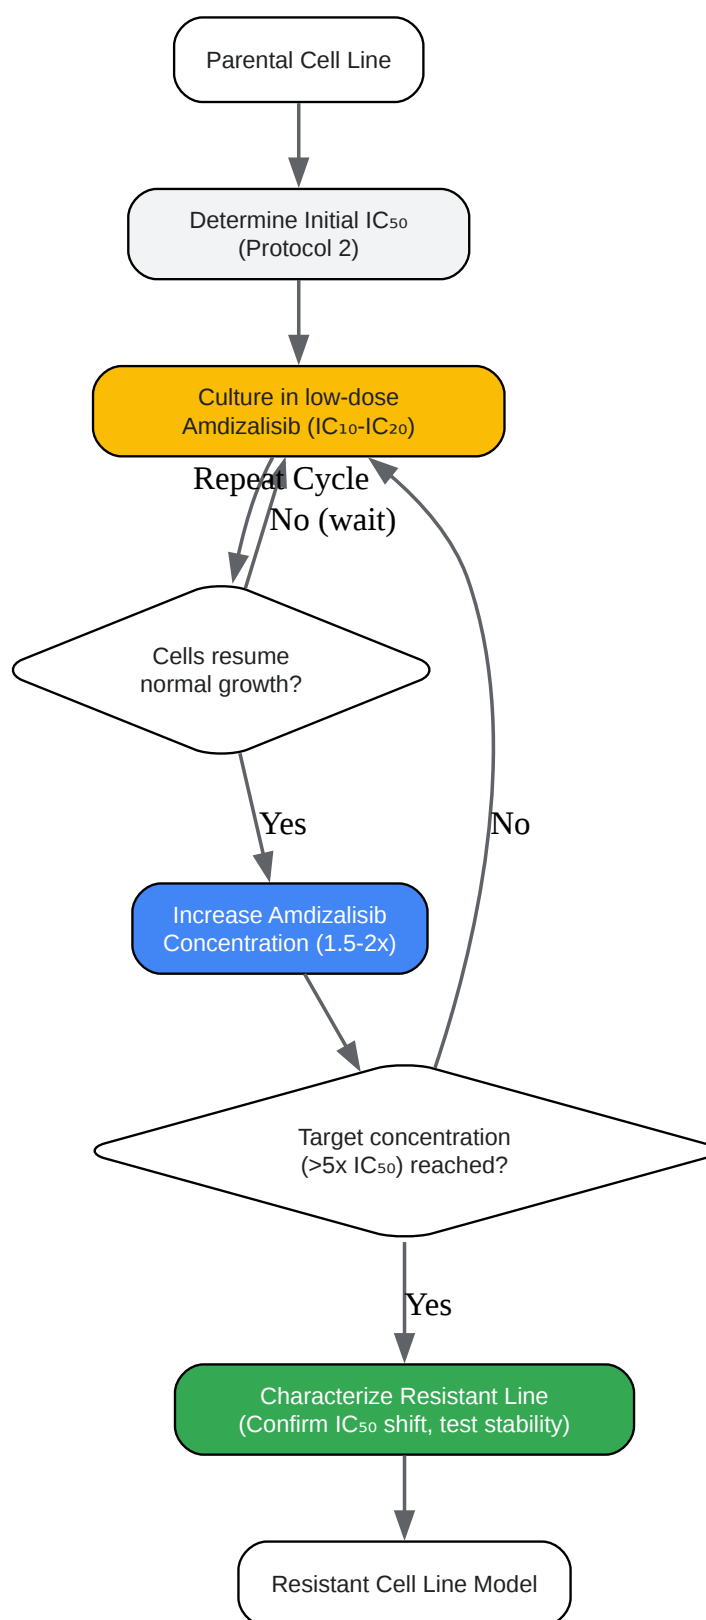 Parental Cell Line
Determine Initial IC₅₀
(Protocol 2)
Culture in low-dose
Amdizalisib (IC₁₀-IC₂₀)
Repeat Cycle
No (wait)
Cells resume
normal growth?
Yes
No
Increase Amdizalisib
Concentration (1.5-2x)
Target concentration
(>5x IC₅₀) reached?
Yes
Characterize Resistant Line
(Confirm IC₅₀ shift, test stability)
Resistant Cell Line Model